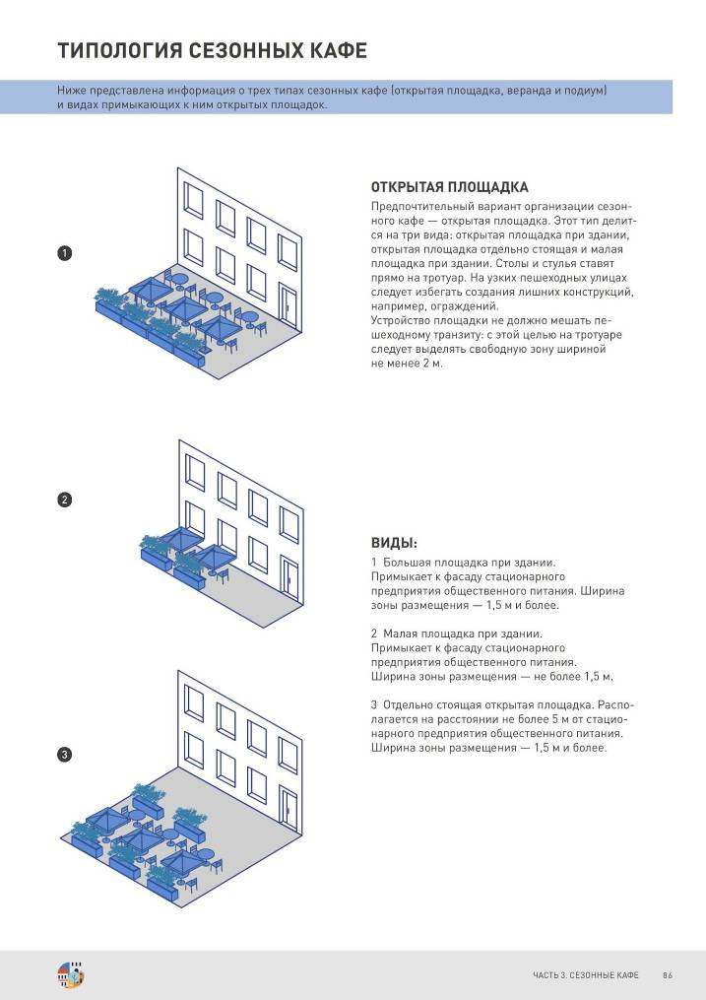 ТИПОЛОГИЯ СЕЗОННЫХ КАФЕ
Ниже представлена информация о трех типах сезонных кафе (открытая площадка, веранда и подиум)
и видах примыкающих к ним открытых площадок.
1
ОТКРЫТАЯ ПЛОЩАДКА
Предпочтительный вариант организации сезон-
ного кафе — открытая площадка. Этот тип делит-
ся на три вида: открытая площадка при здании,
открытая площадка отдельно стоящая и малая
площадка при здании. Столы и стулья ставят
прямо на тротуар. На узких пешеходных улицах
следует избегать создания лишних конструкций,
например, ограждений.
Устройство площадки не должно мешать пе-
шеходному транзиту: с этой целью на тротуаре
следует выделять свободную зону шириной
не менее 2 м.
2
ВИДЫ:
1 Большая площадка при здании.
Примыкает к фасаду стационарного
предприятия общественного питания. Ширина
зоны размещения — 1,5 м и более.
2 Малая площадка при здании.
Примыкает к фасаду стационарного
предприятия общественного питания.
Ширина зоны размещения — не более 1,5 м.
3
3 Отдельно стоящая открытая площадка. Распо-
лагается на расстоянии не более 5 м от стацио-
нарного предприятия общественного питания.
Ширина зоны размещения — 1,5 м и более.
ЧАСТЬ 3. СЕЗОННЫЕ КАФЕ 86